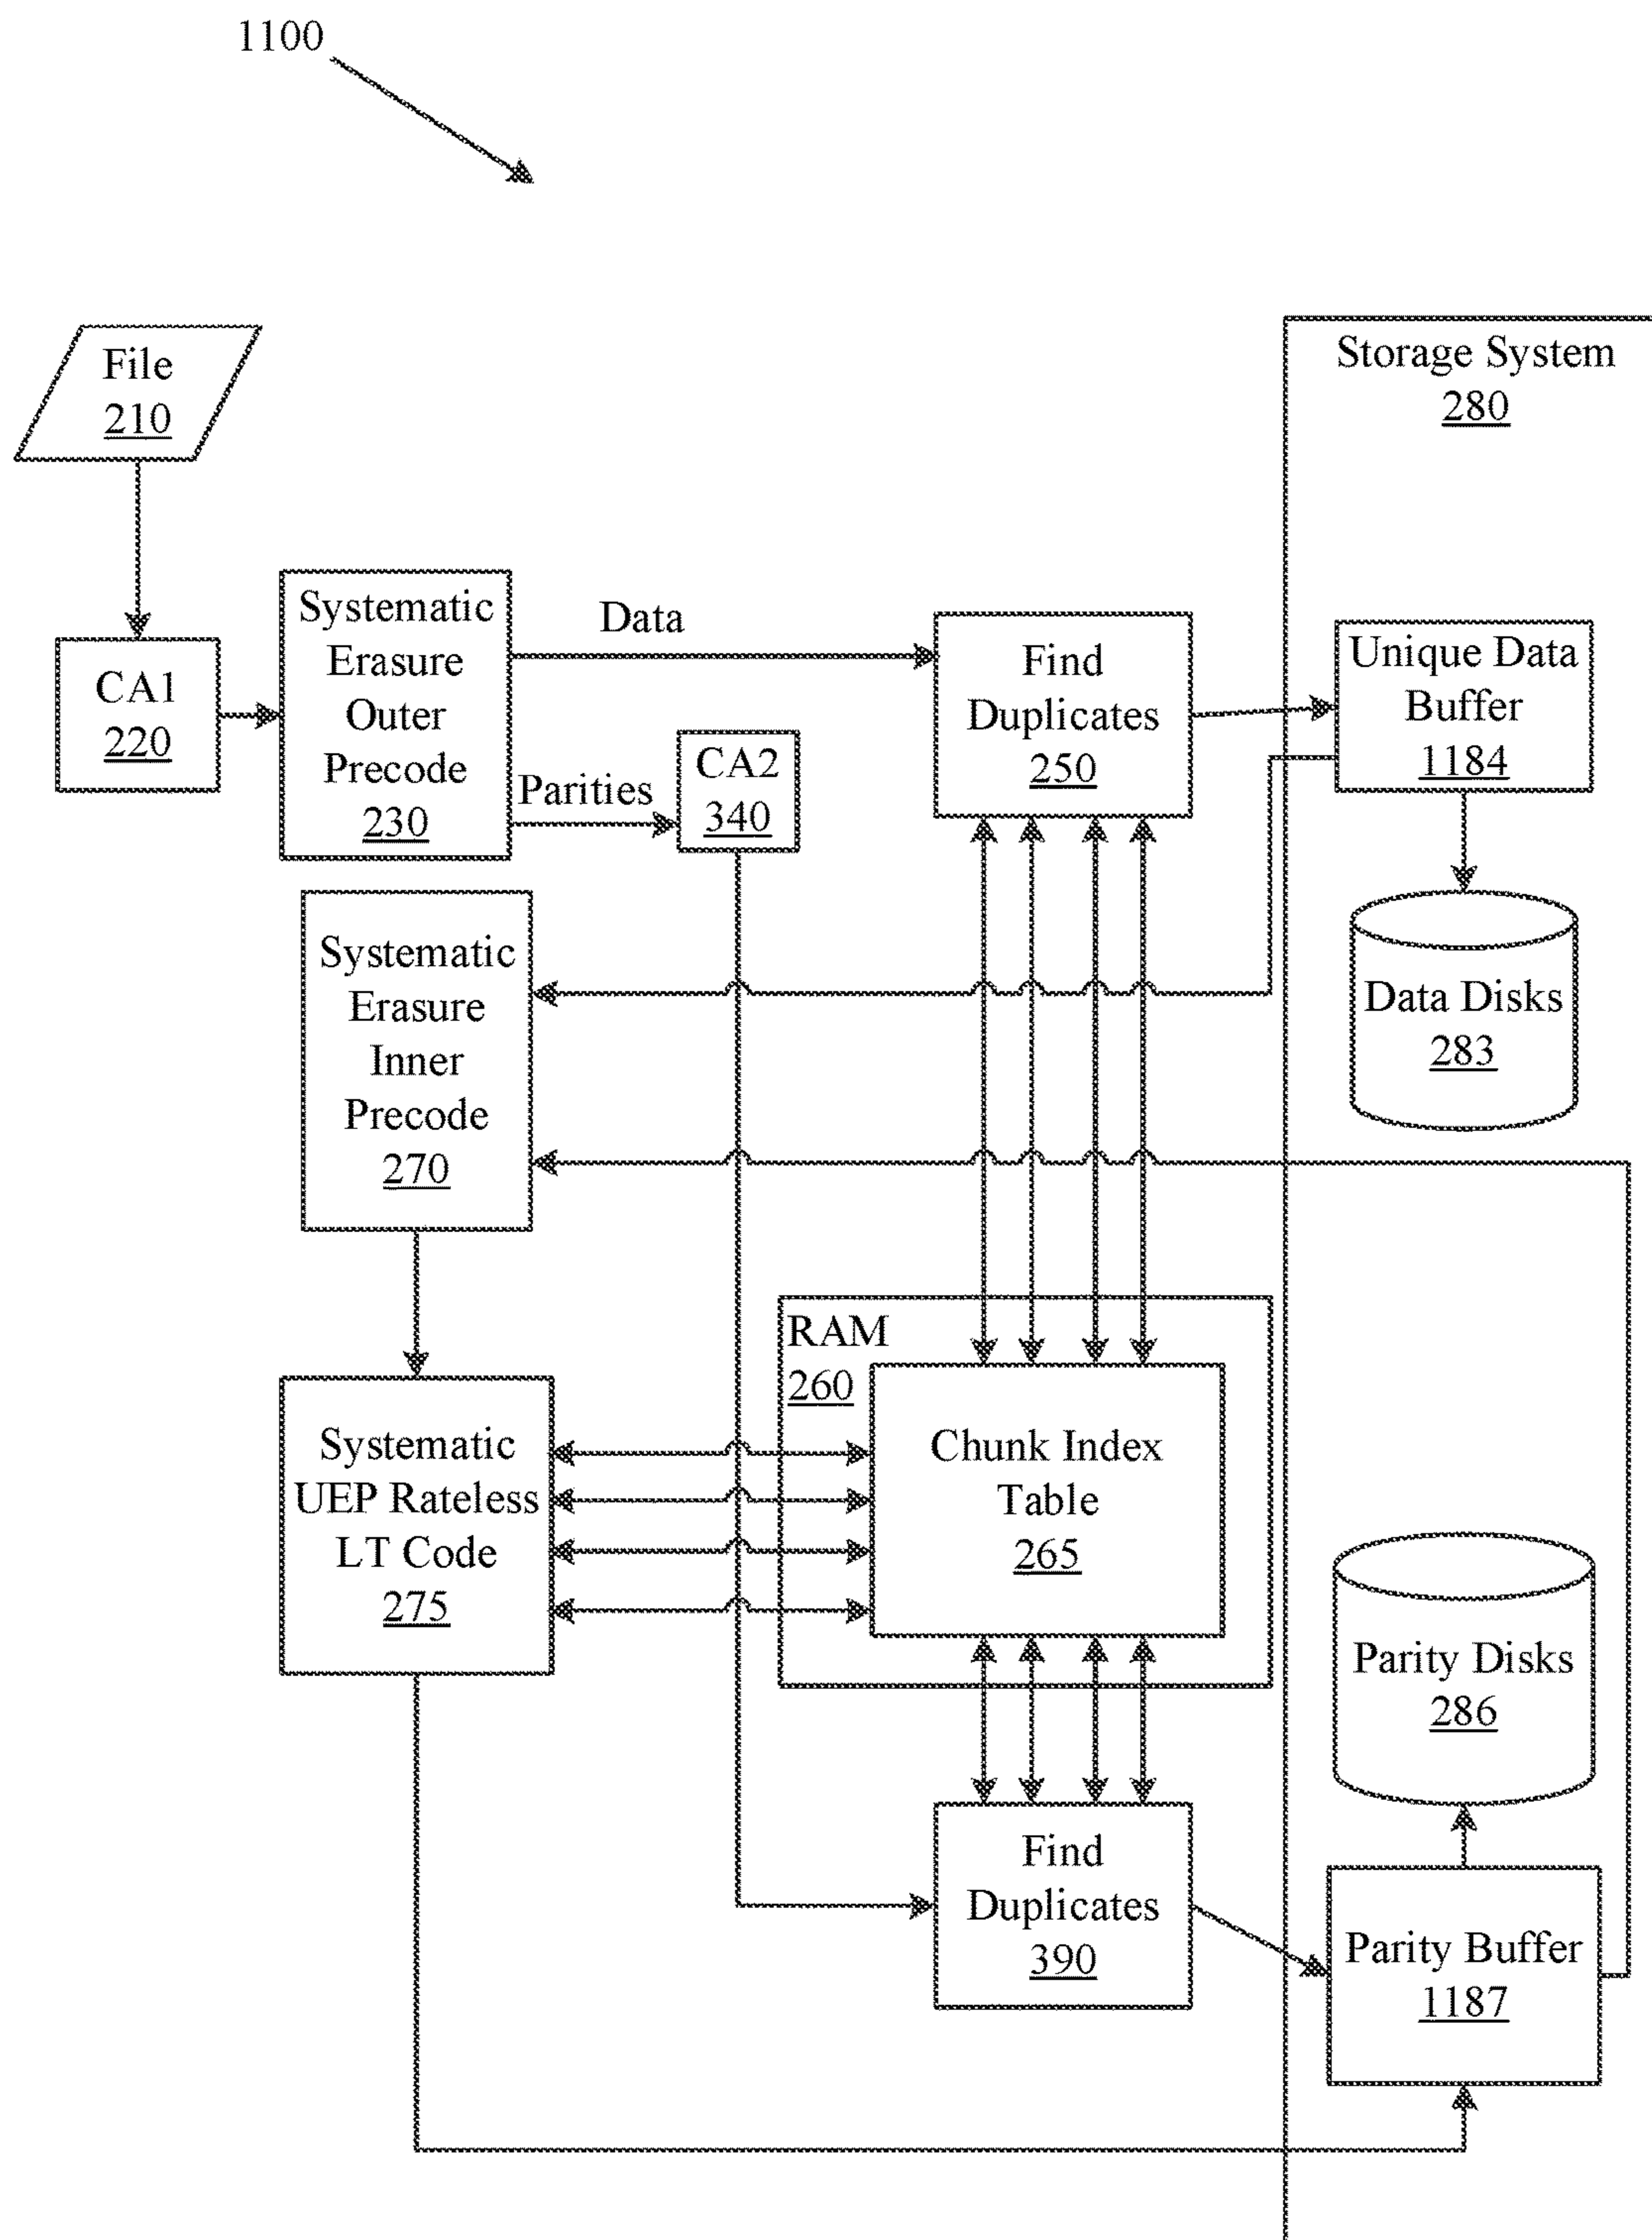 1100
File
210
Storage System
280
CA1
220
Systematic
Erasure
Outer
Precode
230
Data
Parities
CA2
340
Find
Duplicates
250
Unique Data
Buffer
1184
Data Disks
283
Systematic
Erasure
Inner
Precode
270
RAM
260
Chunk Index
Table
265
Systematic
UEP Rateless
LT Code
275
Parity Disks
286
Find
Duplicates
390
Parity Buffer
1187